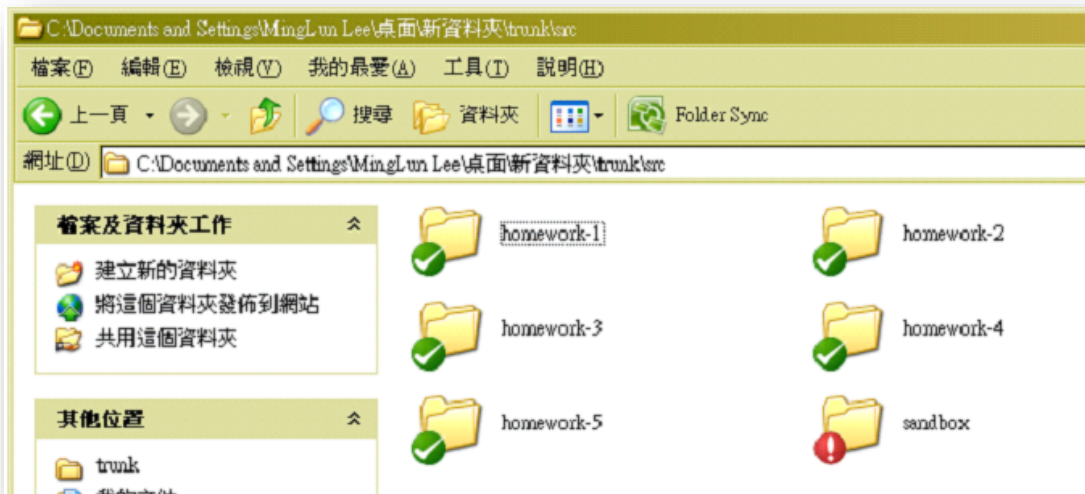 C:\Documents and Settings\MingLun Lee\桌面\新資料夾\trunk\src
檔案(F) 編輯(E) 檢視(V) 我的最愛(A) 工具(T) 說明(H)
上一頁 搜尋 資料夾 Folder Sync
網址(D) C:\Documents and Settings\MingLun Lee\桌面\新資料夾\trunk\src
檔案及資料夾工作
建立新的資料夾
將這個資料夾發佈到網站
共用這個資料夾
其他位置
trunk
我的文件
homework-1 homework-2
homework-3 homework-4
homework-5 sandbox